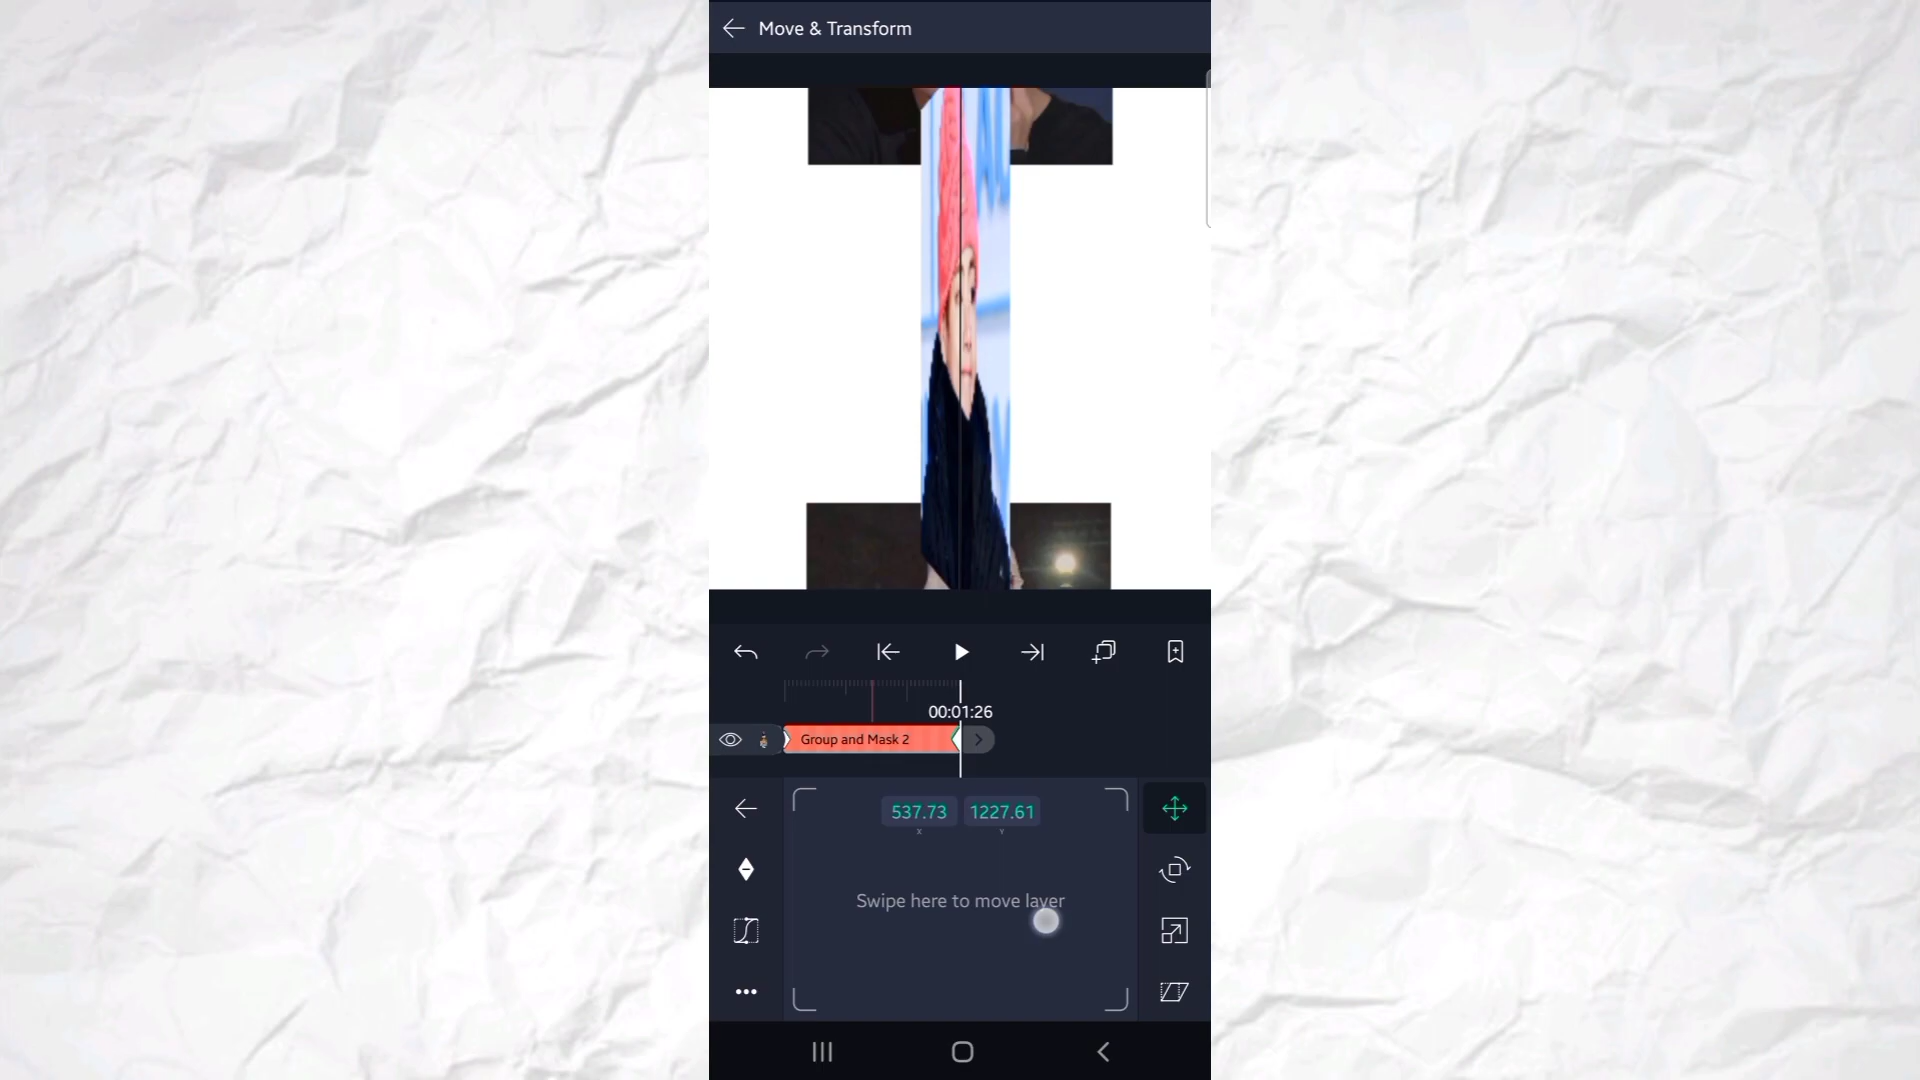 Move & Transform
00:01:26
Group and Mask 2
537.73 1227.61
X Y
Swipe here to move layer